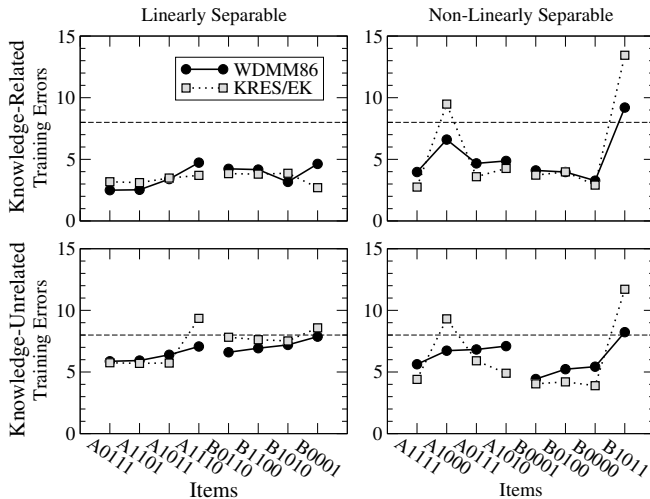 Linearly Separable
Non-Linearly Separable
Knowledge-Related
Training Errors
15
10
5
0
WDMM86
KRES/EK
15
10
5
0
Knowledge-Unrelated
Training Errors
15
10
5
0
15
10
5
0
A0111
A1101
A1011
A1110
B0110
B1100
B1010
B0001
A1111
A1000
A0111
A1010
B0001
B0100
B0000
B1011
Items
Items